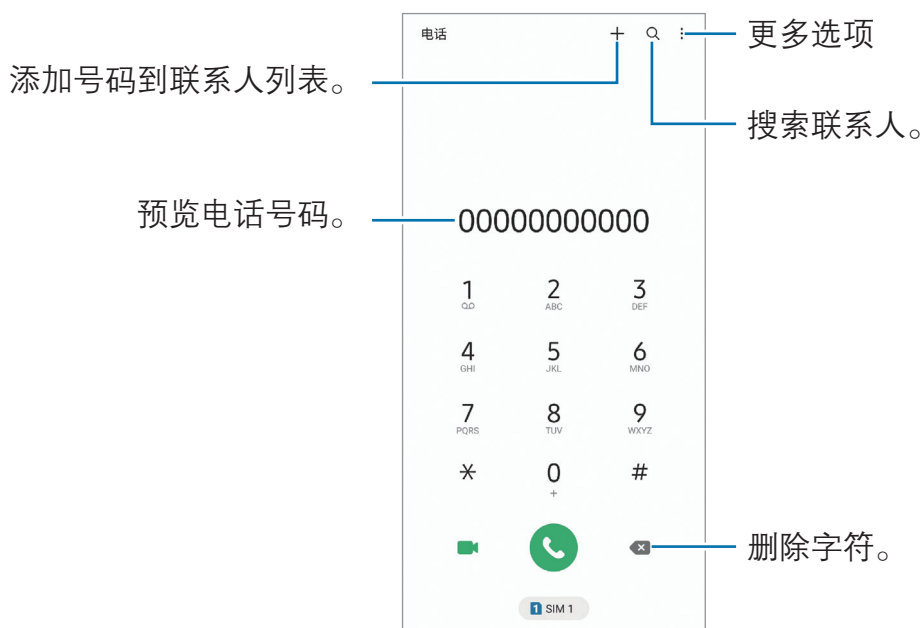 电话
更多选项
添加号码到联系人列表。
搜索联系人。
预览电话号码。
00000000000
1 2 3
ABC DEF
4 5 6
GHI JKL MNO
7 8 9
PQRS TUV WXYZ
* 0 #
+
删除字符。
1 SIM 1